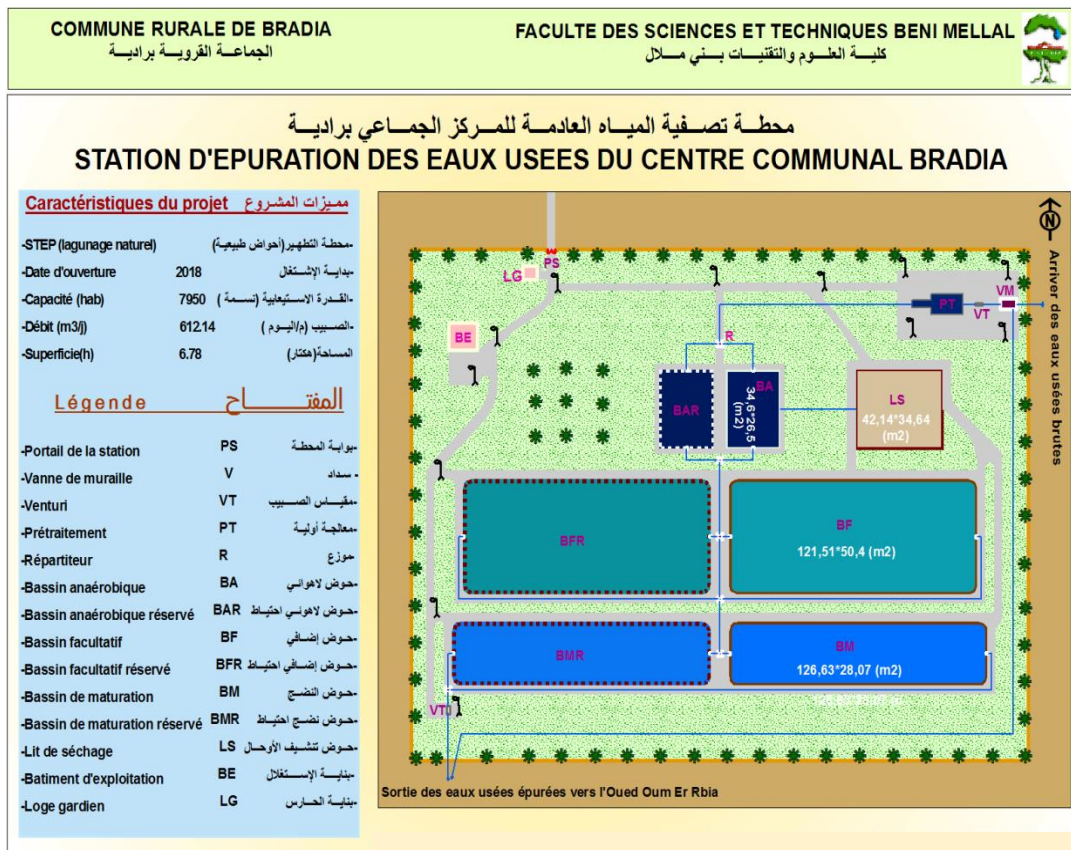 COMMUNE RURALE DE BRADIA
الجماعة القروية برادية
FACULTE DES SCIENCES ET TECHNIQUES BENI MELLAL
كلية العلوم والتقنيات بني ملال
محطة تصفية المياه العادمة للمركز الجماعي برادية
STATION D'EPURATION DES EAUX USEES DU CENTRE COMMUNAL BRADIA
Caractéristiques du projet مميزات المشروع
-STEP (lagunage naturel) -محطة التطهير(أحواض طبيعية)
-Date d'ouverture 2018 -بداية الإشتغال
-Capacité (hab) 7950 -القدرة الاستيعابية (نسمة )
-Débit (m3/j) 612.14 -الصبيب (م/اليوم )
-Superficie(h) 6.78 المساحة(هكتار)
Légende المفتاح
-Portail de la station PS -بوابة المحطة
-Vanne de muraille V -سداد
-Venturi VT -مقياس الصبيب
-Prétraitement PT -معالجة أولية
-Répartiteur R -موزع
-Bassin anaérobique BA -حوض لاهوائي
-Bassin anaérobique réservé BAR -حوض لاهوئي احتياط
-Bassin facultatif BF -حوض إضافي
-Bassin facultatif réservé BFR -حوض إضافي احتياط
-Bassin de maturation BM -حوض النضج
-Bassin de maturation réservé BMR -حوض نضج احتياط
-Lit de séchage LS -حوض تنشيف الأوحال
-Batiment d'exploitation BE -بناية الإستغلال
-Loge gardien LG -بناية الحارس
N
Arriver des eaux usées brutes
PS
LG
BE
VM
PT
VT
R
BAR
BA
34,6*26,5
(m2)
LS
42,14*34,64
(m2)
BFR
BF
121,51*50,4 (m2)
BMR
BM
126,63*28,07 (m2)
VT
Sortie des eaux usées épurées vers l'Oued Oum Er Rbia